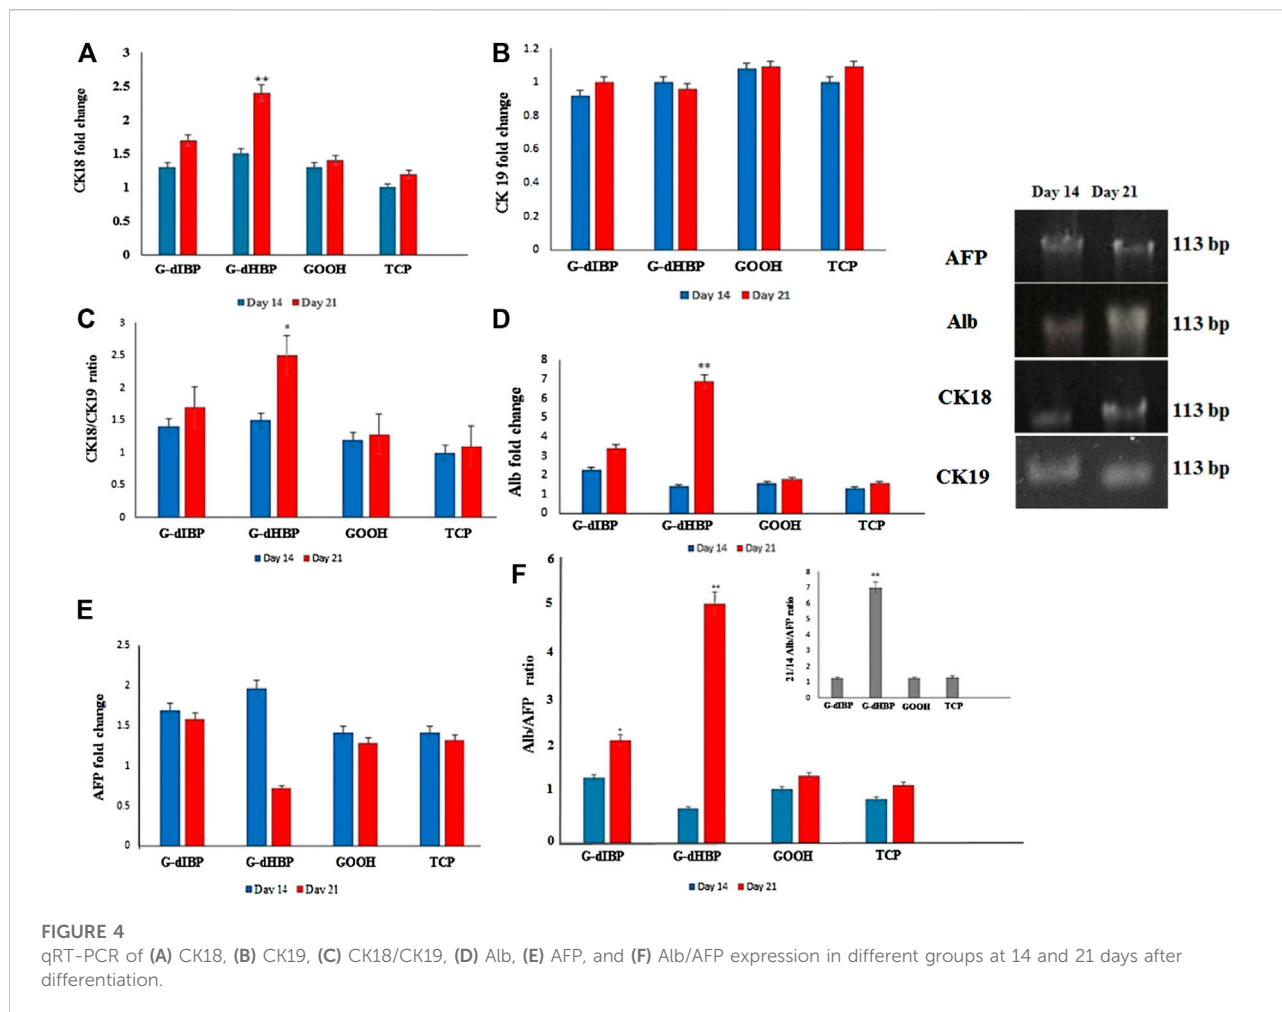 A
3
2.5
2
1.5
1
0.5
0
CK18 fold change
**
G-dIBP G-dHBP GOOH TCP
Day 14 Day 21
B
1.2
1
0.8
0.6
0.4
0.2
0
CK 19 fold change
G-dIBP G-dHBP GOOH TCP
Day 14 Day 21
C
3
2.5
2
1.5
1
0.5
0
CK18/CK19 ratio
*
G-dIBP G-dHBP GOOH TCP
Day 14 Day 21
D
8
7
6
5
4
3
2
1
0
Alb fold change
**
G-dIBP G-dHBP GOOH TCP
Day 14 Day 21
E
2.5
2
1.5
1
0.5
0
AFP fold change
G-dIBP G-dHBP GOOH TCP
Day 14 Day 21
F
6
5
4
3
2
1
0
Alb/AFP ratio
*
**
G-dIBP G-dHBP GOOH TCP
Day 14 Day 21
8
7
6
5
4
3
2
1
0
21/14 Alb/AFP ratio
**
G-dIBP G-dHBP GOOH TCP
Day 14 Day 21
AFP 113 bp
Alb 113 bp
CK18 113 bp
CK19 113 bp
FIGURE 4
qRT-PCR of (A) CK18, (B) CK19, (C) CK18/CK19, (D) Alb, (E) AFP, and (F) Alb/AFP expression in different groups at 14 and 21 days after
differentiation.